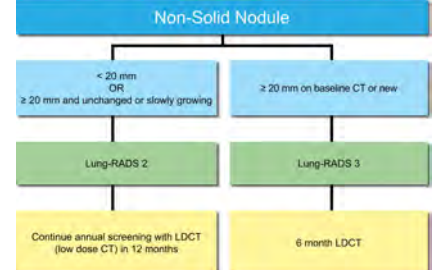 Non-Solid Nodule
< 20 mm
OR
≥ 20 mm and unchanged or slowly growing
≥ 20 mm on baseline CT or new
Lung-RADS 2
Lung-RADS 3
Continue annual screening with LDCT
(low dose CT) in 12 months
6 month LDCT